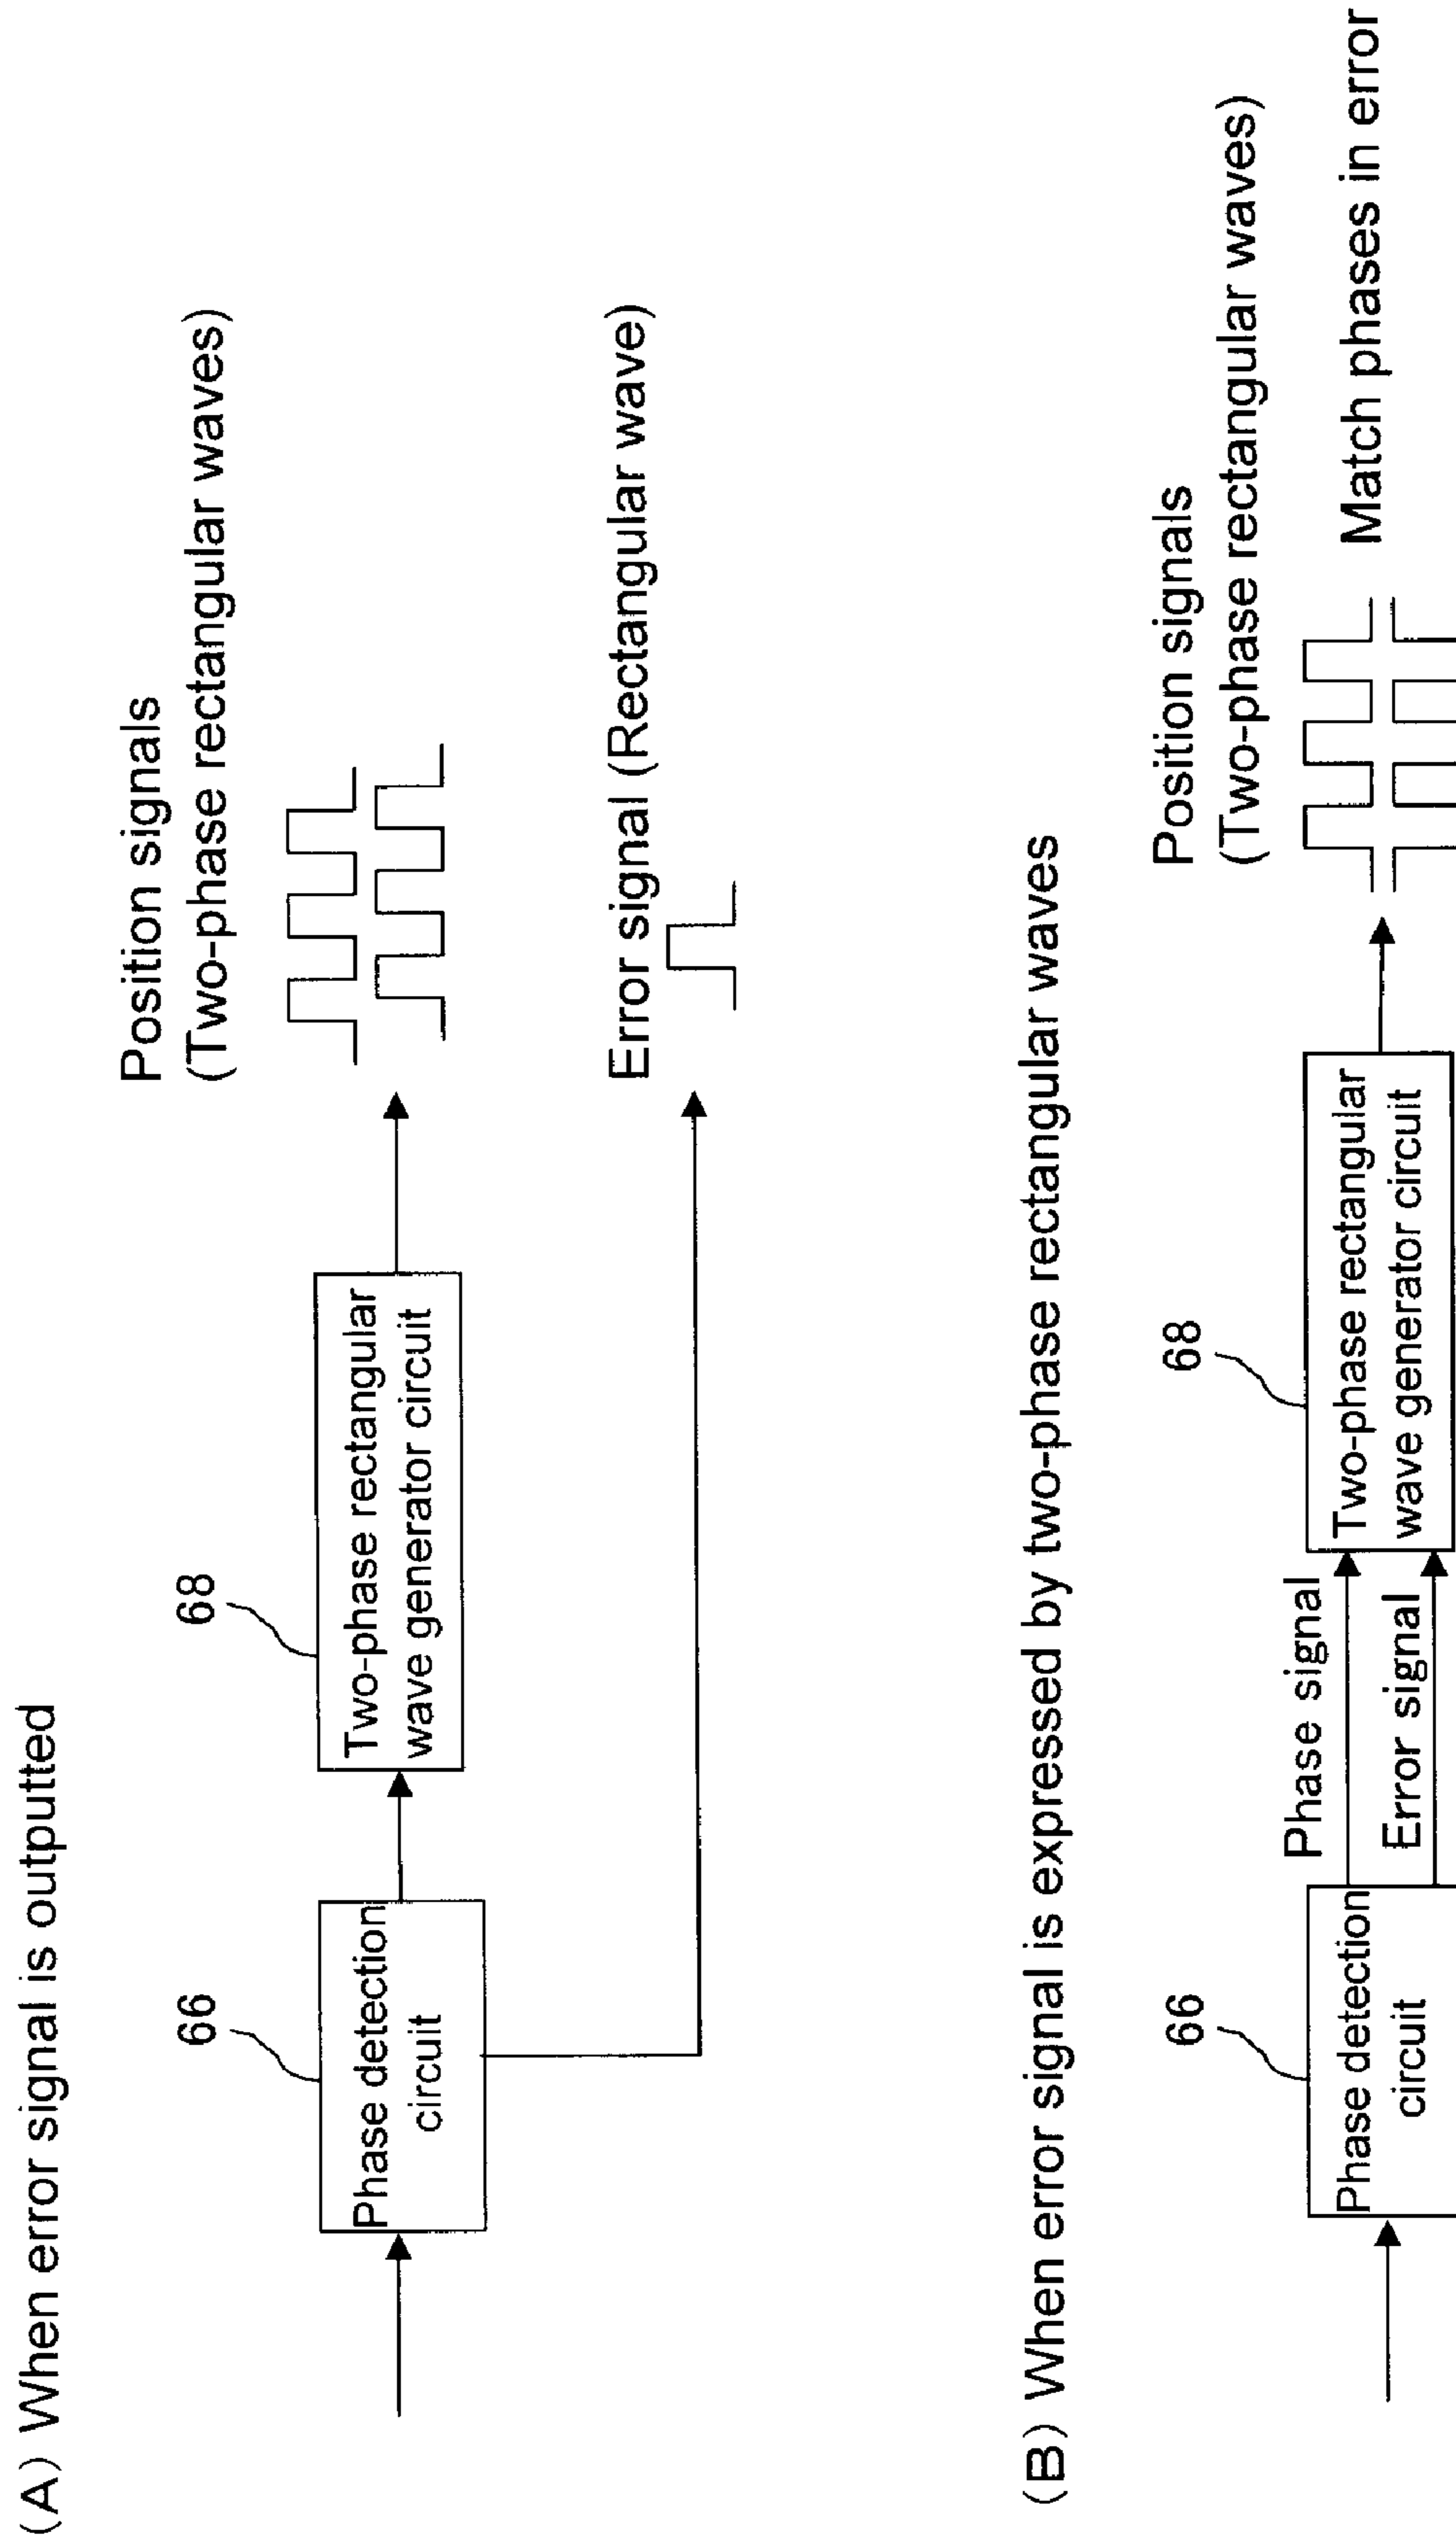 (A) When error signal is outputted
66
Phase detection
circuit
68
Two-phase rectangular
wave generator circuit
Position signals
(Two-phase rectangular waves)
Error signal (Rectangular wave)
(B) When error signal is expressed by two-phase rectangular waves
66
Phase detection
circuit
Phase signal
Error signal
68
Two-phase rectangular
wave generator circuit
Position signals
(Two-phase rectangular waves)
Match phases in error